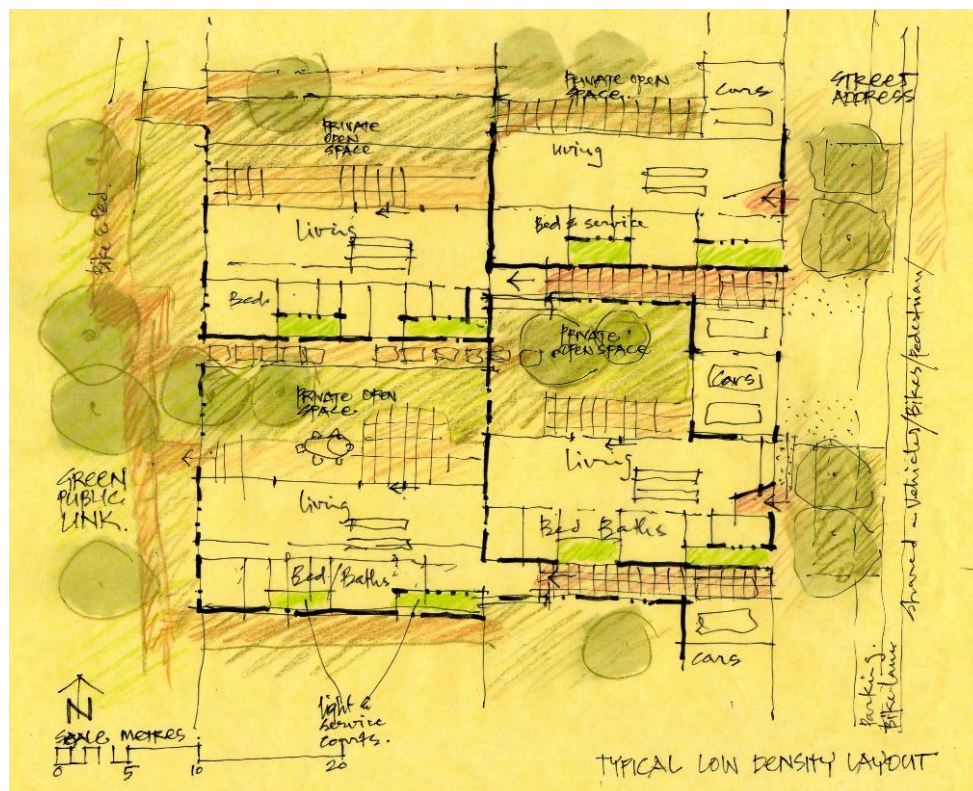 PRIVATE OPEN
SPACE.
Cars
STREET
ADDRESS
PRIVATE
OPEN
SPACE
Living
Bike & Ped.
Living
Bed & Service
Bed.
PRIVATE
OPEN SPACE
Cars
PRIVATE OPEN
SPACE.
Living
GREEN
PUBLIC
LINK.
Living
Bed Baths
Bed/Baths
Shared - Vehicles/Bikes/Pedestrian/
Cars
Parking.
Bike Lane
N
Light &
Service
Courts.
SCALE METRES
0 5 10 20
TYPICAL LOW DENSITY LAYOUT